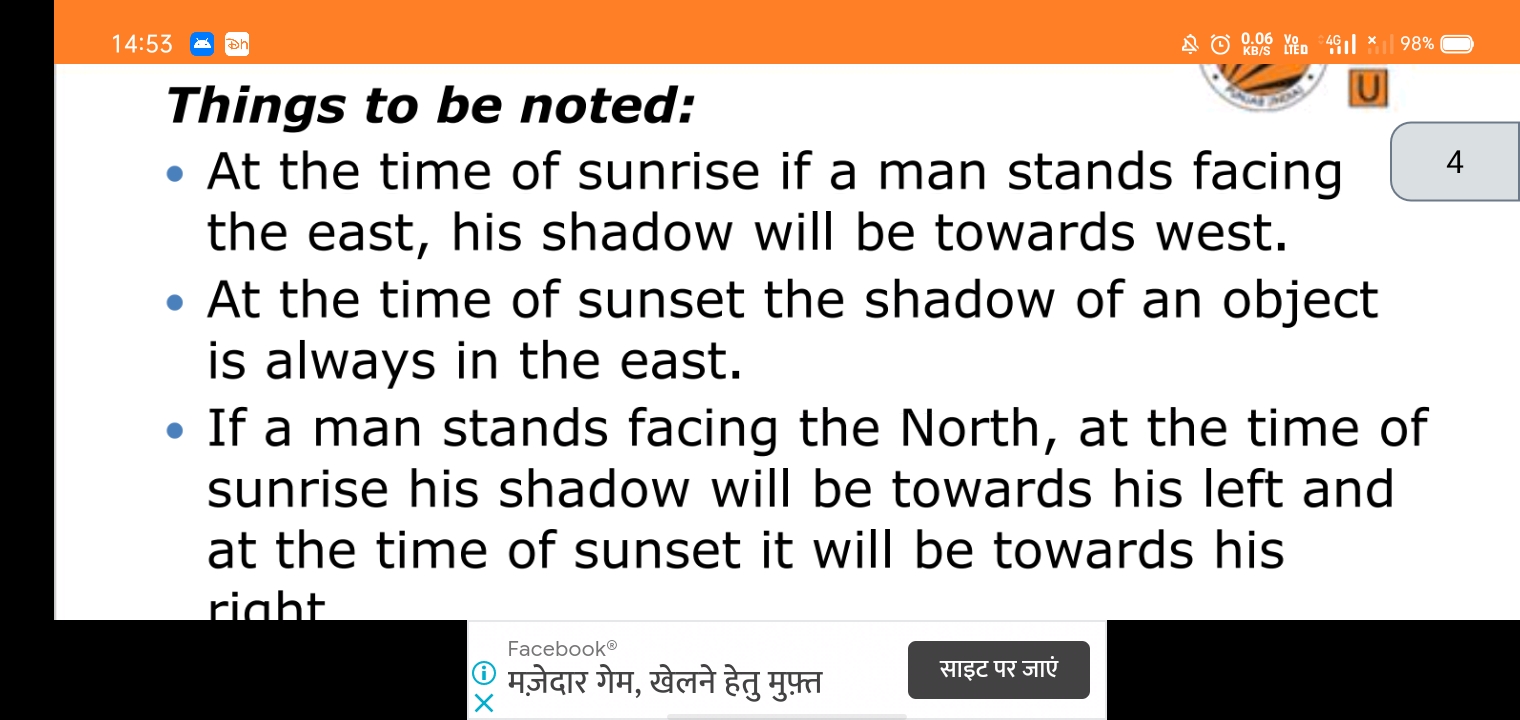 14:53
0.06 KB/S Vo LTE 4G 98%
PUNJAB (INDIA)
U
Things to be noted:
4
• At the time of sunrise if a man stands facing
the east, his shadow will be towards west.
• At the time of sunset the shadow of an object
is always in the east.
• If a man stands facing the North, at the time of
sunrise his shadow will be towards his left and
at the time of sunset it will be towards his
right
Facebook®
मज़ेदार गेम, खेलने हेतु मुफ़्त
साइट पर जाएं